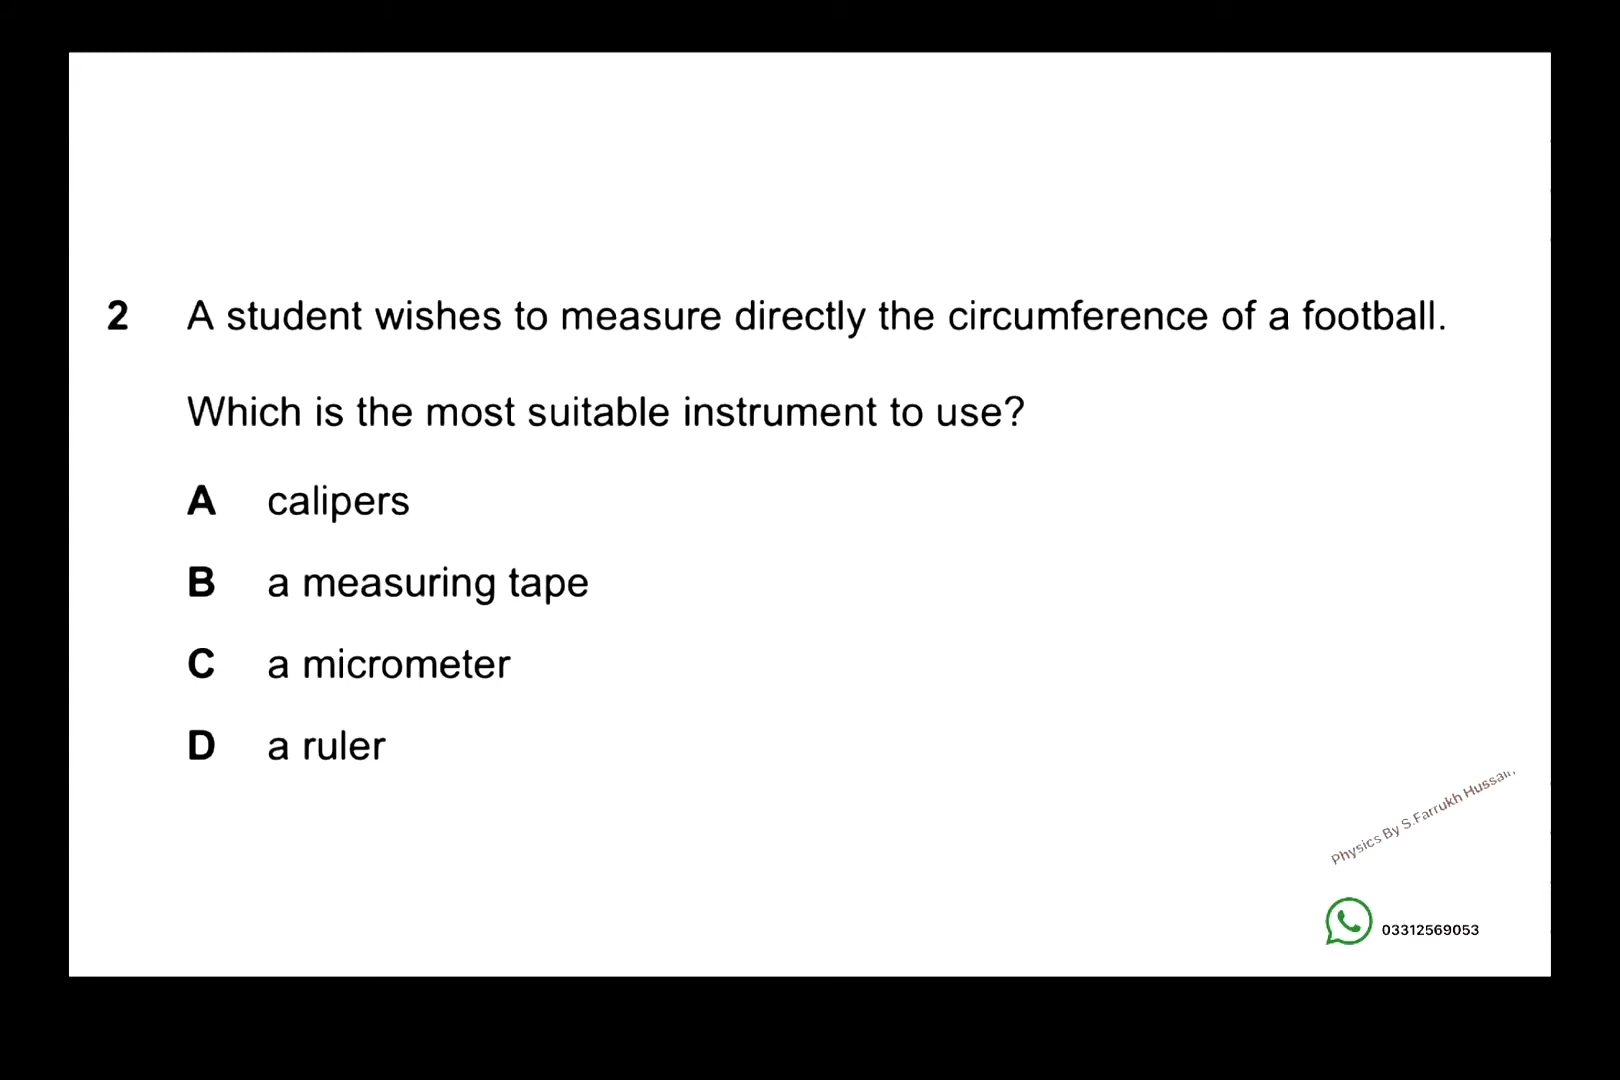 2 A student wishes to measure directly the circumference of a football.
Which is the most suitable instrument to use?
A calipers
B a measuring tape
C a micrometer
D a ruler
Physics By S.Farrukh
03312569053